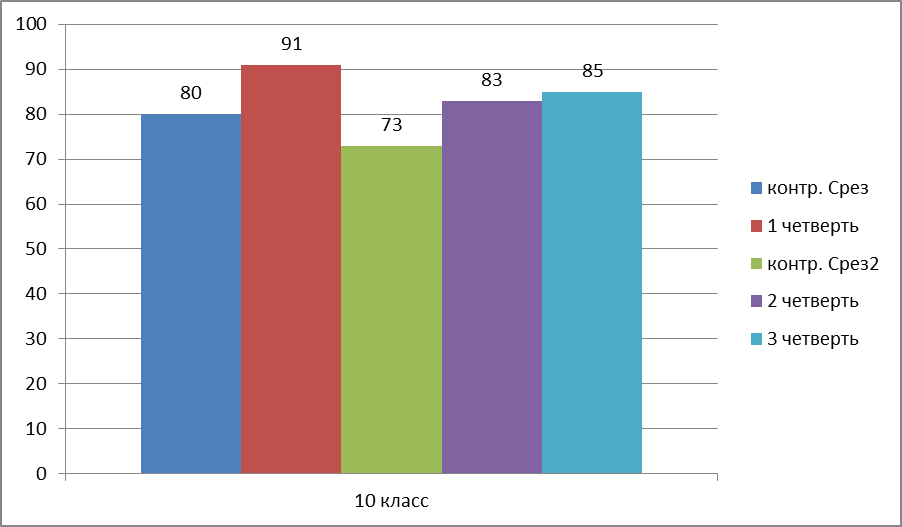 100
90
80
70
60
50
40
30
20
10
0
80
91
73
83
85
10 класс
контр. Срез
1 четверть
контр. Срез2
2 четверть
3 четверть